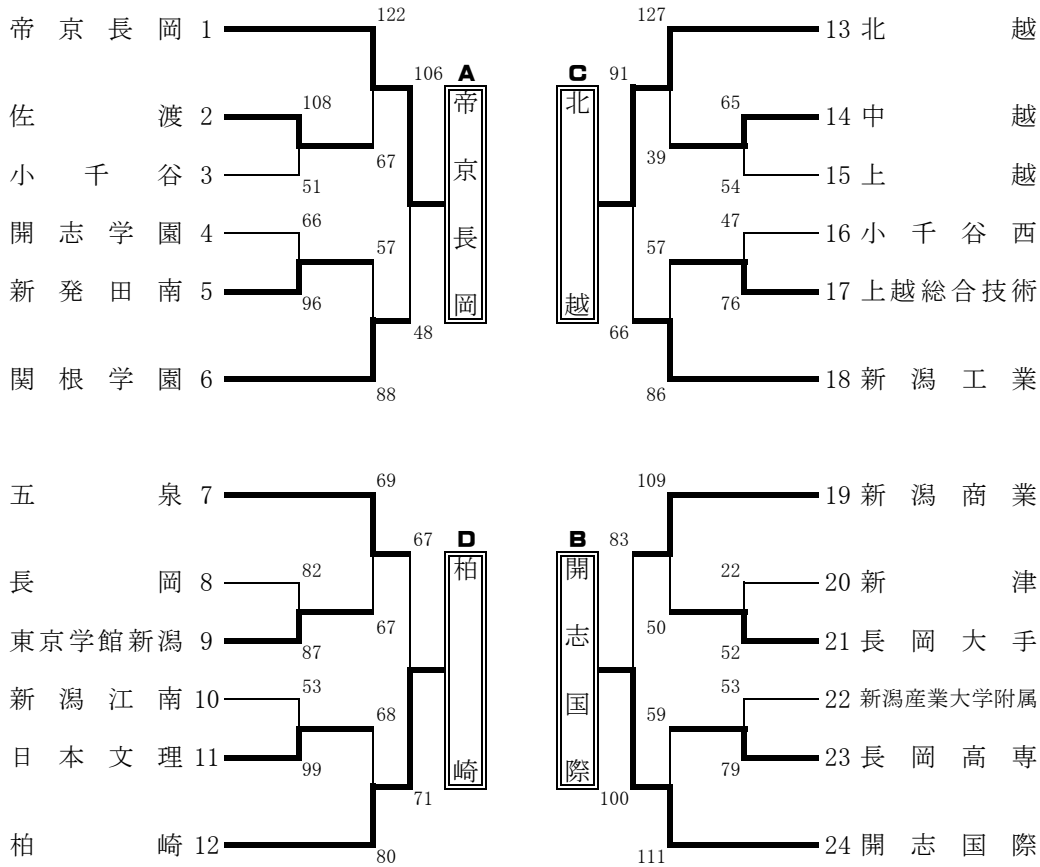 帝京長岡 1
122
106
A
帝京長岡
佐渡 2
108
小千谷 3
51
67
開志学園 4
66
57
新発田南 5
96
48
関根学園 6
88
127
13 北越
91
C
北越
65
14 中越
39
54
15 上越
47
16 小千谷西
57
76
17 上越総合技術
66
86
18 新潟工業
五泉 7
69
67
D
柏崎
長岡 8
82
東京学館新潟 9
87
67
新潟江南 10
53
68
日本文理 11
99
71
柏崎 12
80
109
19 新潟商業
83
B
開志国際
22
20 新津
50
52
21 長岡大手
53
22 新潟産業大学附属
59
79
23 長岡高専
100
111
24 開志国際